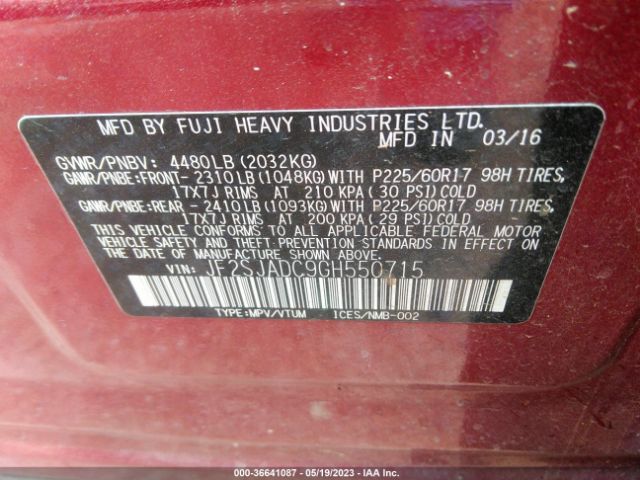 MFD BY FUJI HEAVY INDUSTRIES LTD.
MFD IN 03/16
GVWR/PNBV: 4480LB(2032KG)
GAWR/PNBE:FRONT- 2310LB(1048KG)WITH P225/60R17 98H TIRES,
17X7J RIMS AT 210 KPA(30 PSI)COLD
GAWR/PNBE:REAR - 2410LB(1093KG)WITH P225/60R17 98H TIRES,
17X7J RIMS AT 200 KPA(29 PSI)COLD
THIS VEHICLE CONFORMS TO ALL APPLICABLE FEDERAL MOTOR
VEHICLE SAFETY AND THEFT PREVENTION STANDARDS IN EFFECT
ON THE DATE OF MANUFACTURE SHOWN ABOVE.
VIN: JF2SJADC9GH550715
TYPE:MPV/VTUM ICES/NMB-002
000-36641087 - 05/19/2023 - IAA Inc.